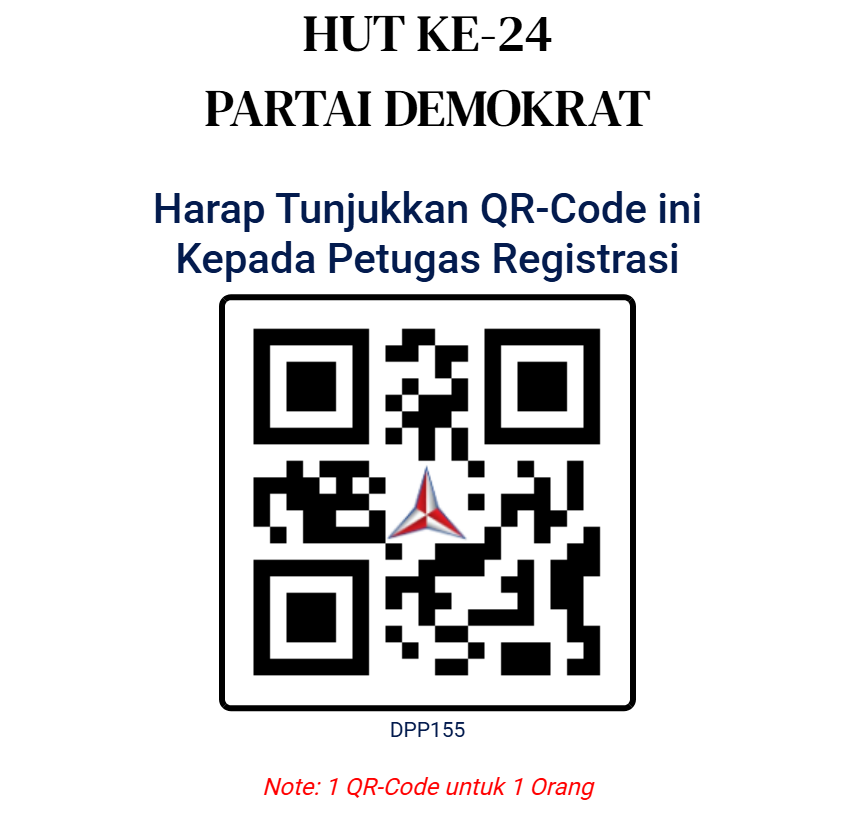 HUT KE-24
PARTAI DEMOKRAT
Harap Tunjukkan QR-Code ini
Kepada Petugas Registrasi
DPP155
Note: 1 QR-Code untuk 1 Orang